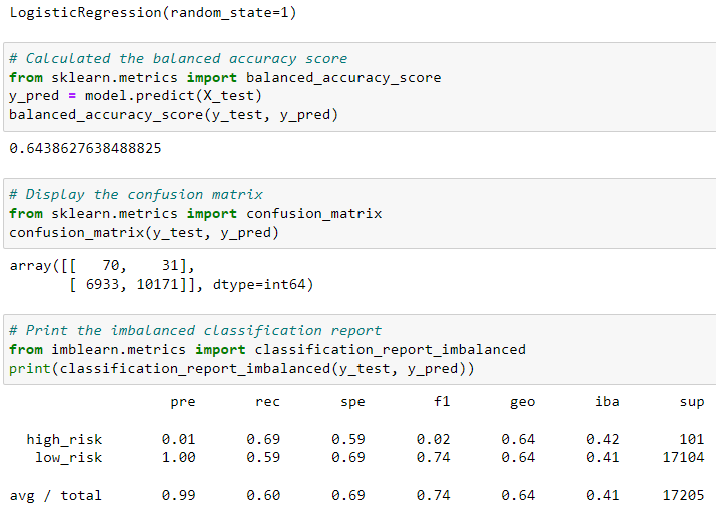 LogisticRegression(random_state=1)
# Calculated the balanced accuracy score
from sklearn.metrics import balanced_accuracy_score
y_pred = model.predict(X_test)
balanced_accuracy_score(y_test, y_pred)
0.6438627638488825
# Display the confusion matrix
from sklearn.metrics import confusion_matrix
confusion_matrix(y_test, y_pred)
array([[   70,    31],
       [ 6933, 10171]], dtype=int64)
# Print the imbalanced classification report
from imblearn.metrics import classification_report_imbalanced
print(classification_report_imbalanced(y_test, y_pred))
                   pre       rec       spe        f1       geo       iba       sup
  high_risk       0.01      0.69      0.59      0.02      0.64      0.42       101
   low_risk       1.00      0.59      0.69      0.74      0.64      0.41     17104
avg / total       0.99      0.60      0.69      0.74      0.64      0.41     17205